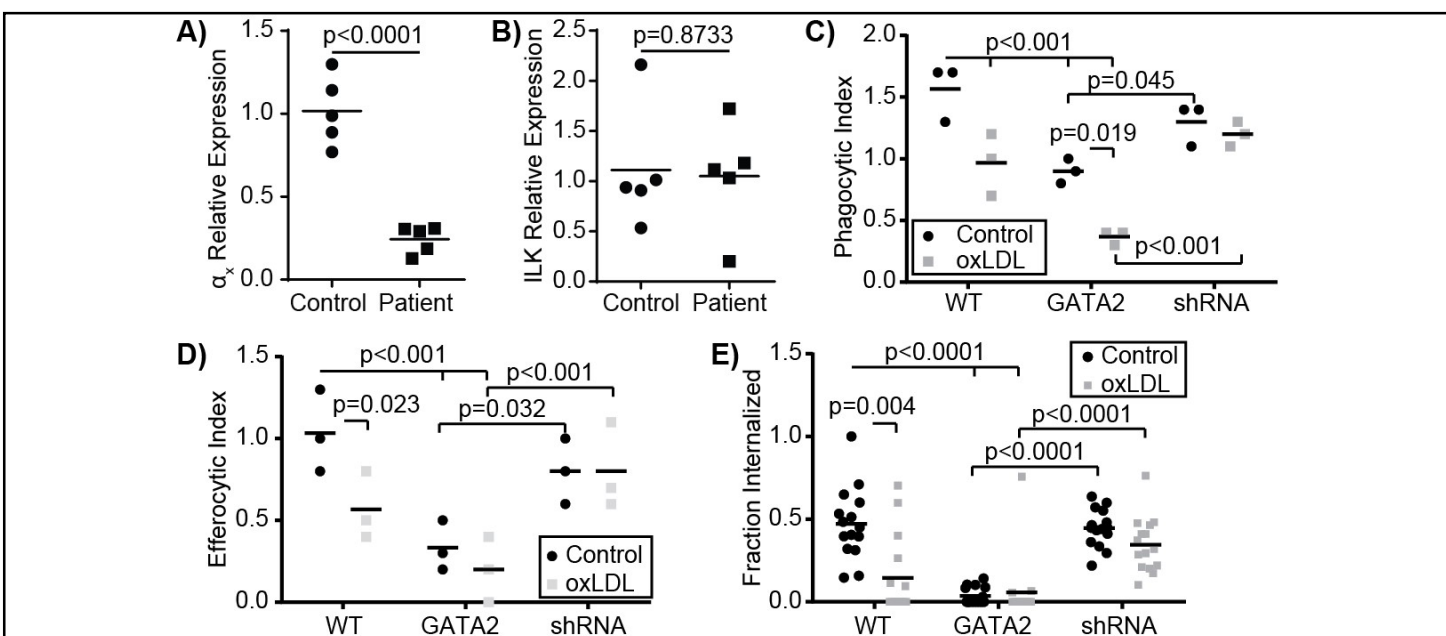 A)
αx Relative Expression
1.5
1.0
0.5
0.0
p<0.0001
Control Patient
B)
ILK Relative Expression
2.5
2.0
1.5
1.0
0.5
0.0
p=0.8733
Control Patient
C)
Phagocytic Index
2.0
1.5
1.0
0.5
0.0
p<0.001
p=0.045
p=0.019
p<0.001
Control
oxLDL
WT GATA2 shRNA
D)
Efferocytic Index
1.5
1.0
0.5
0.0
p<0.001
p<0.001
p=0.023
p=0.032
Control
oxLDL
WT GATA2 shRNA
E)
Fraction Internalized
1.5
1.0
0.5
0.0
p<0.0001
p=0.004
p<0.0001
p<0.0001
Control
oxLDL
WT GATA2 shRNA